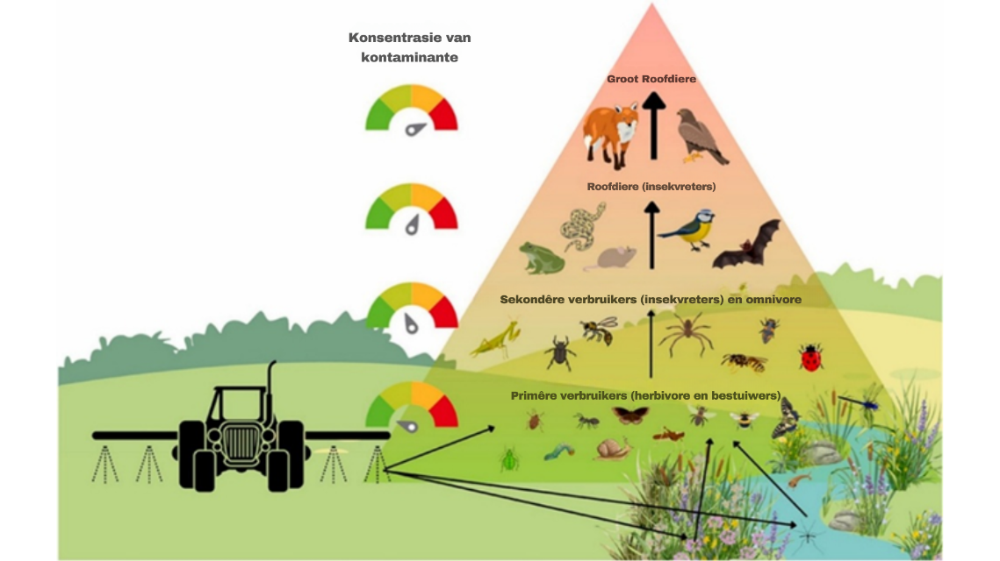 Konsentrasie van
kontaminante
Groot Roofdiere
Roofdiere (insekvreters)
Sekondêre verbruikers (insekvreters) en omnivore
Primêre verbruikers (herbivore en bestuiwers)